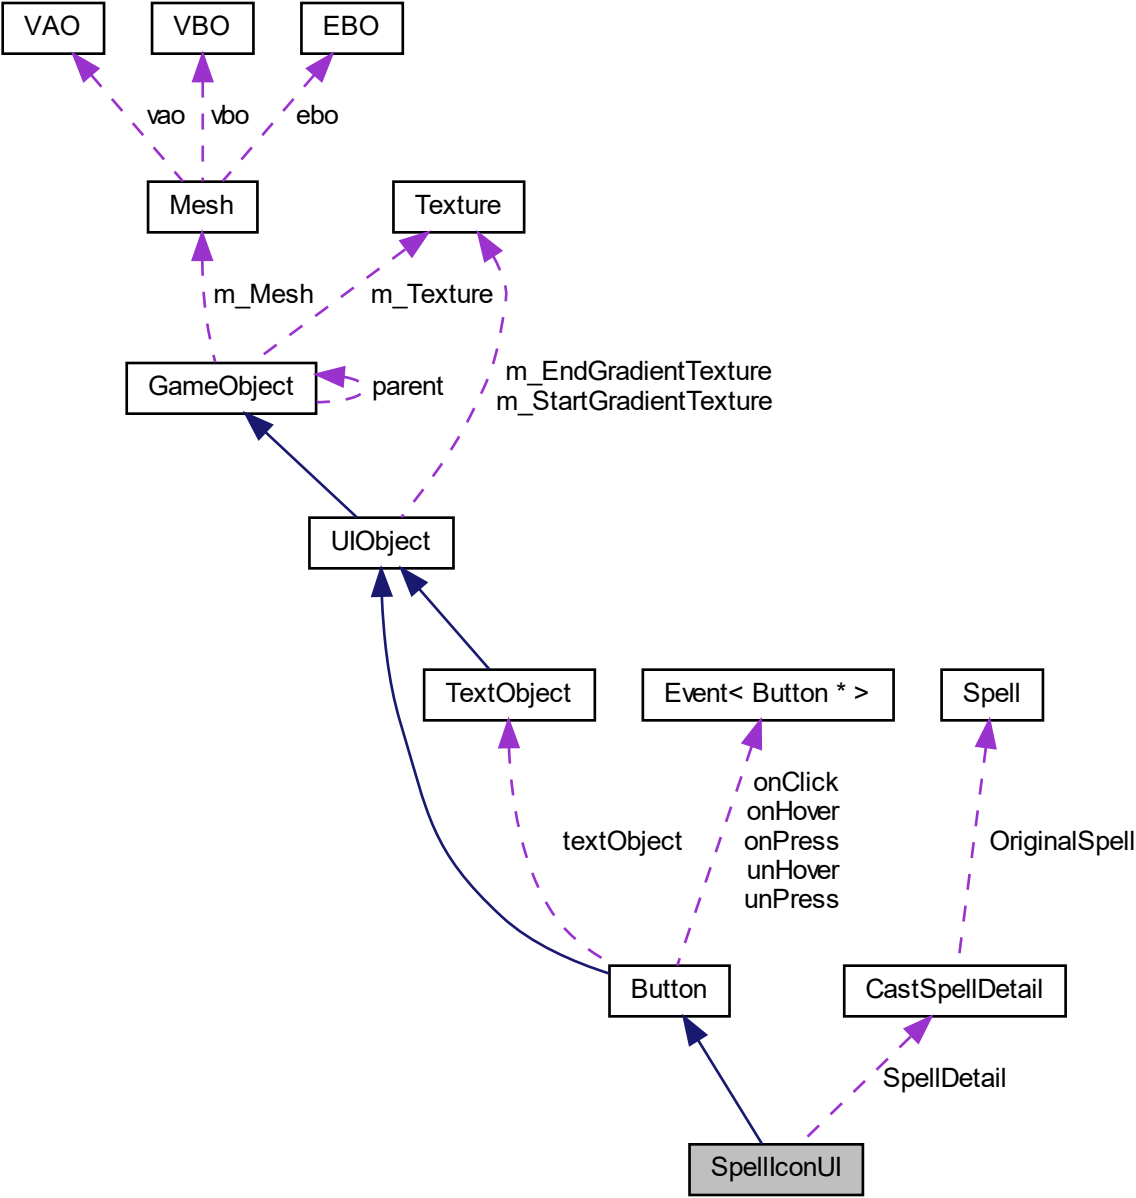 VAO
VBO
EBO
vao
vbo
ebo
Mesh
Texture
m_Mesh
m_Texture
GameObject
parent
m_EndGradientTexture
m_StartGradientTexture
UIObject
TextObject
Event< Button * >
Spell
textObject
onClick
onHover
onPress
unHover
unPress
OriginalSpell
Button
CastSpellDetail
SpellDetail
SpellIconUI